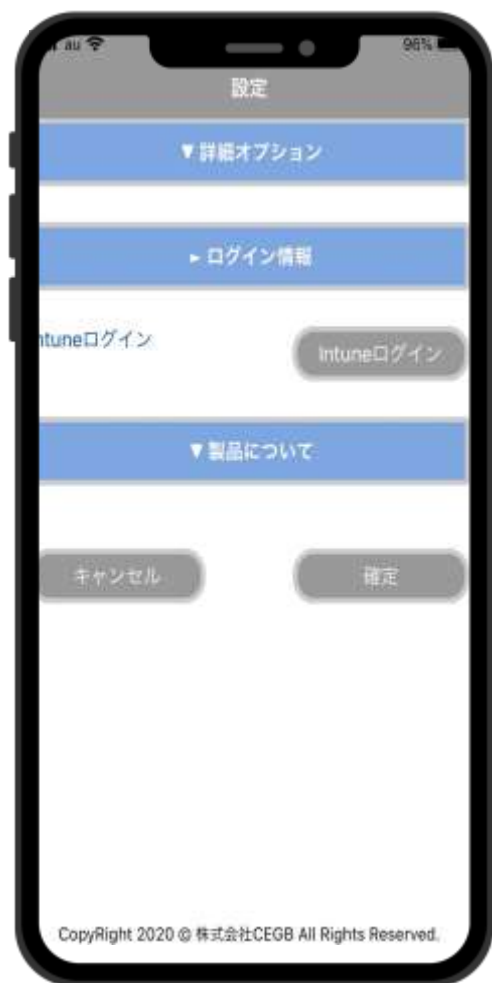 au 96%
設定
▼詳細オプション
► ログイン情報
ntuneログイン Intuneログイン
▼製品について
キャンセル 確定
CopyRight 2020 © 株式会社CEGB All Rights Reserved.